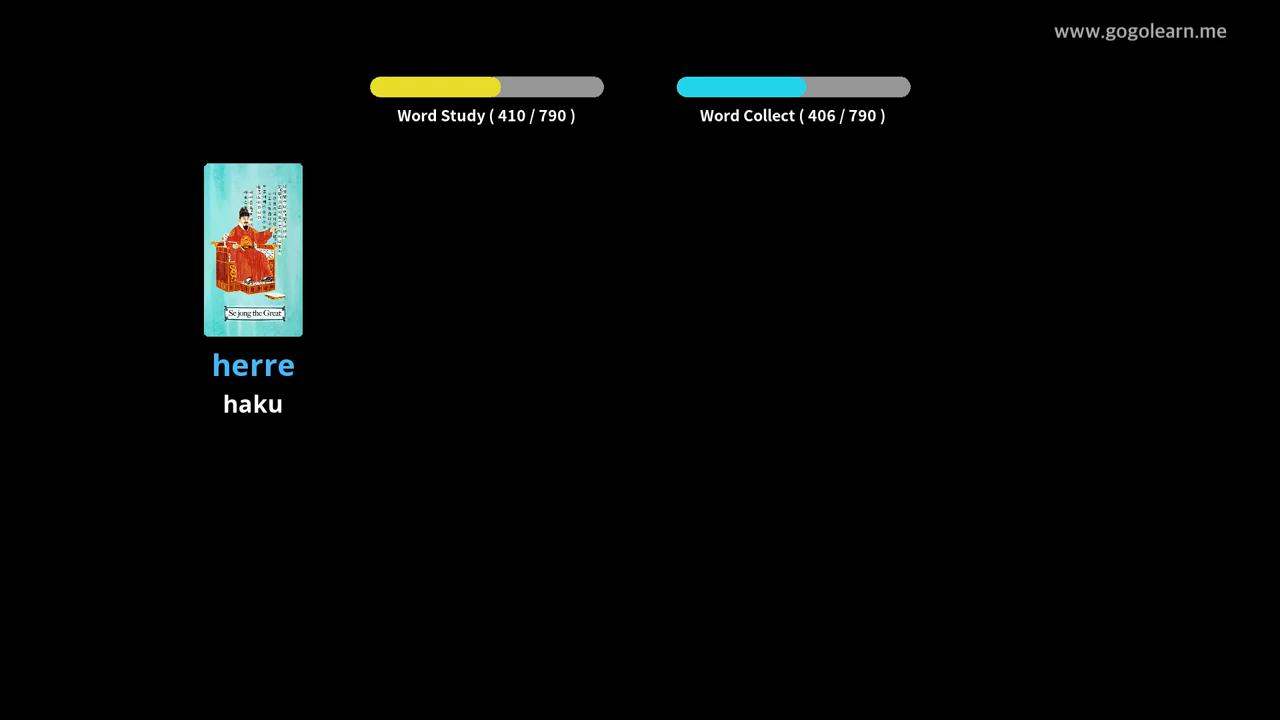 www.gogolearn.me
Word Study ( 410 / 790 )
Word Collect ( 406 / 790 )
Se jong the Great
herre
haku